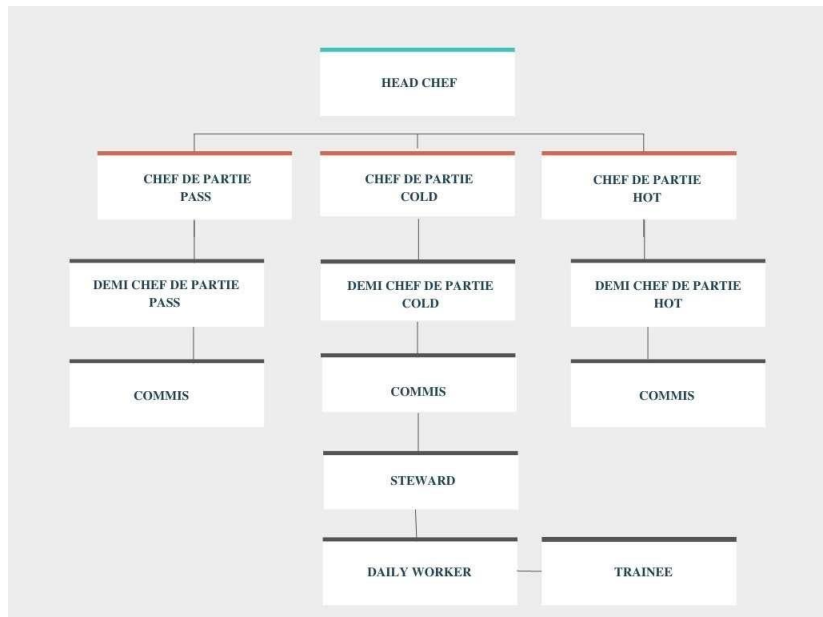 HEAD CHEF
CHEF DE PARTIE
PASS
CHEF DE PARTIE
COLD
CHEF DE PARTIE
HOT
DEMI CHEF DE PARTIE
PASS
DEMI CHEF DE PARTIE
COLD
DEMI CHEF DE PARTIE
HOT
COMMIS
COMMIS
COMMIS
STEWARD
DAILY WORKER
TRAINEE